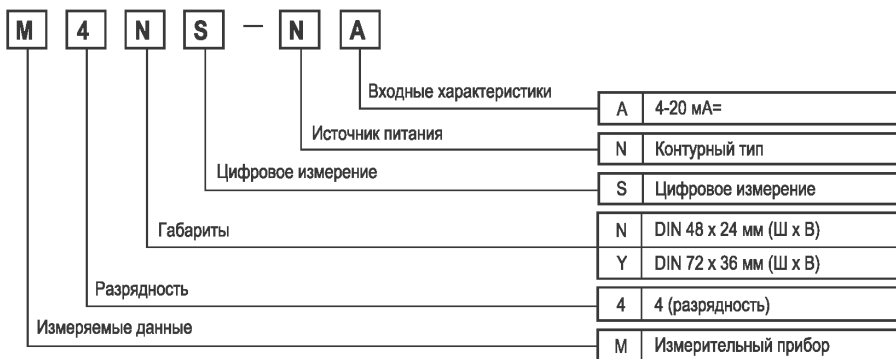 M 4 N S – N A
Входные характеристики
A 4-20 мА=
Источник питания
N Контурный тип
Цифровое измерение
S Цифровое измерение
Габариты
N DIN 48 x 24 мм (Ш x В)
Y DIN 72 x 36 мм (Ш x В)
Разрядность
4 4 (разрядность)
Измеряемые данные
M Измерительный прибор